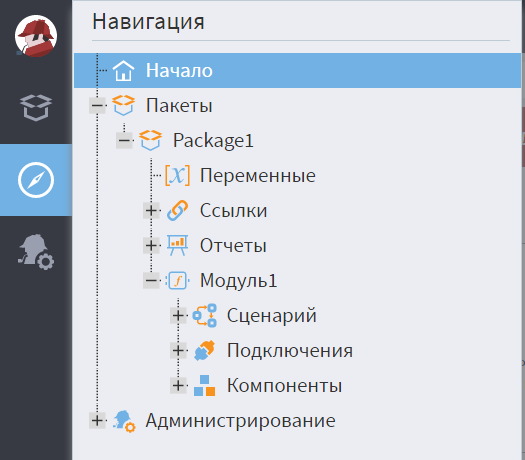 Навигация
Начало
Пакеты
Package1
[x] Переменные
Ссылки
Отчеты
Модуль1
Сценарий
Подключения
Компоненты
Администрирование